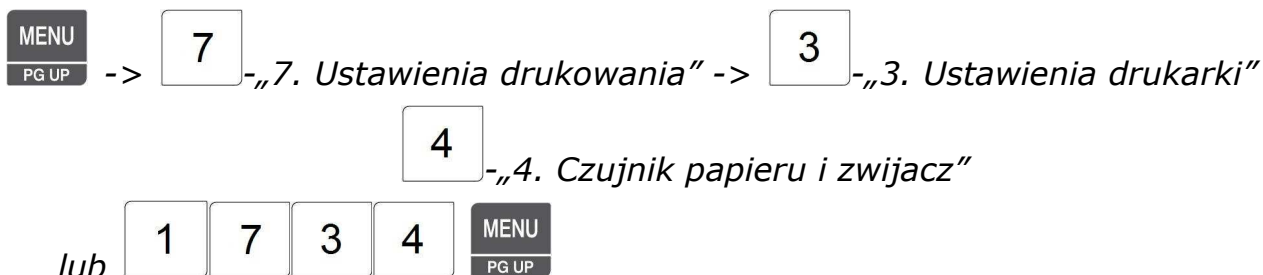 MENU
PG UP -> 7 -„7. Ustawienia drukowania” -> 3 -„3. Ustawienia drukarki”
4 -„4. Czujnik papieru i zwijacz”
lub 1 7 3 4 MENU
PG UP